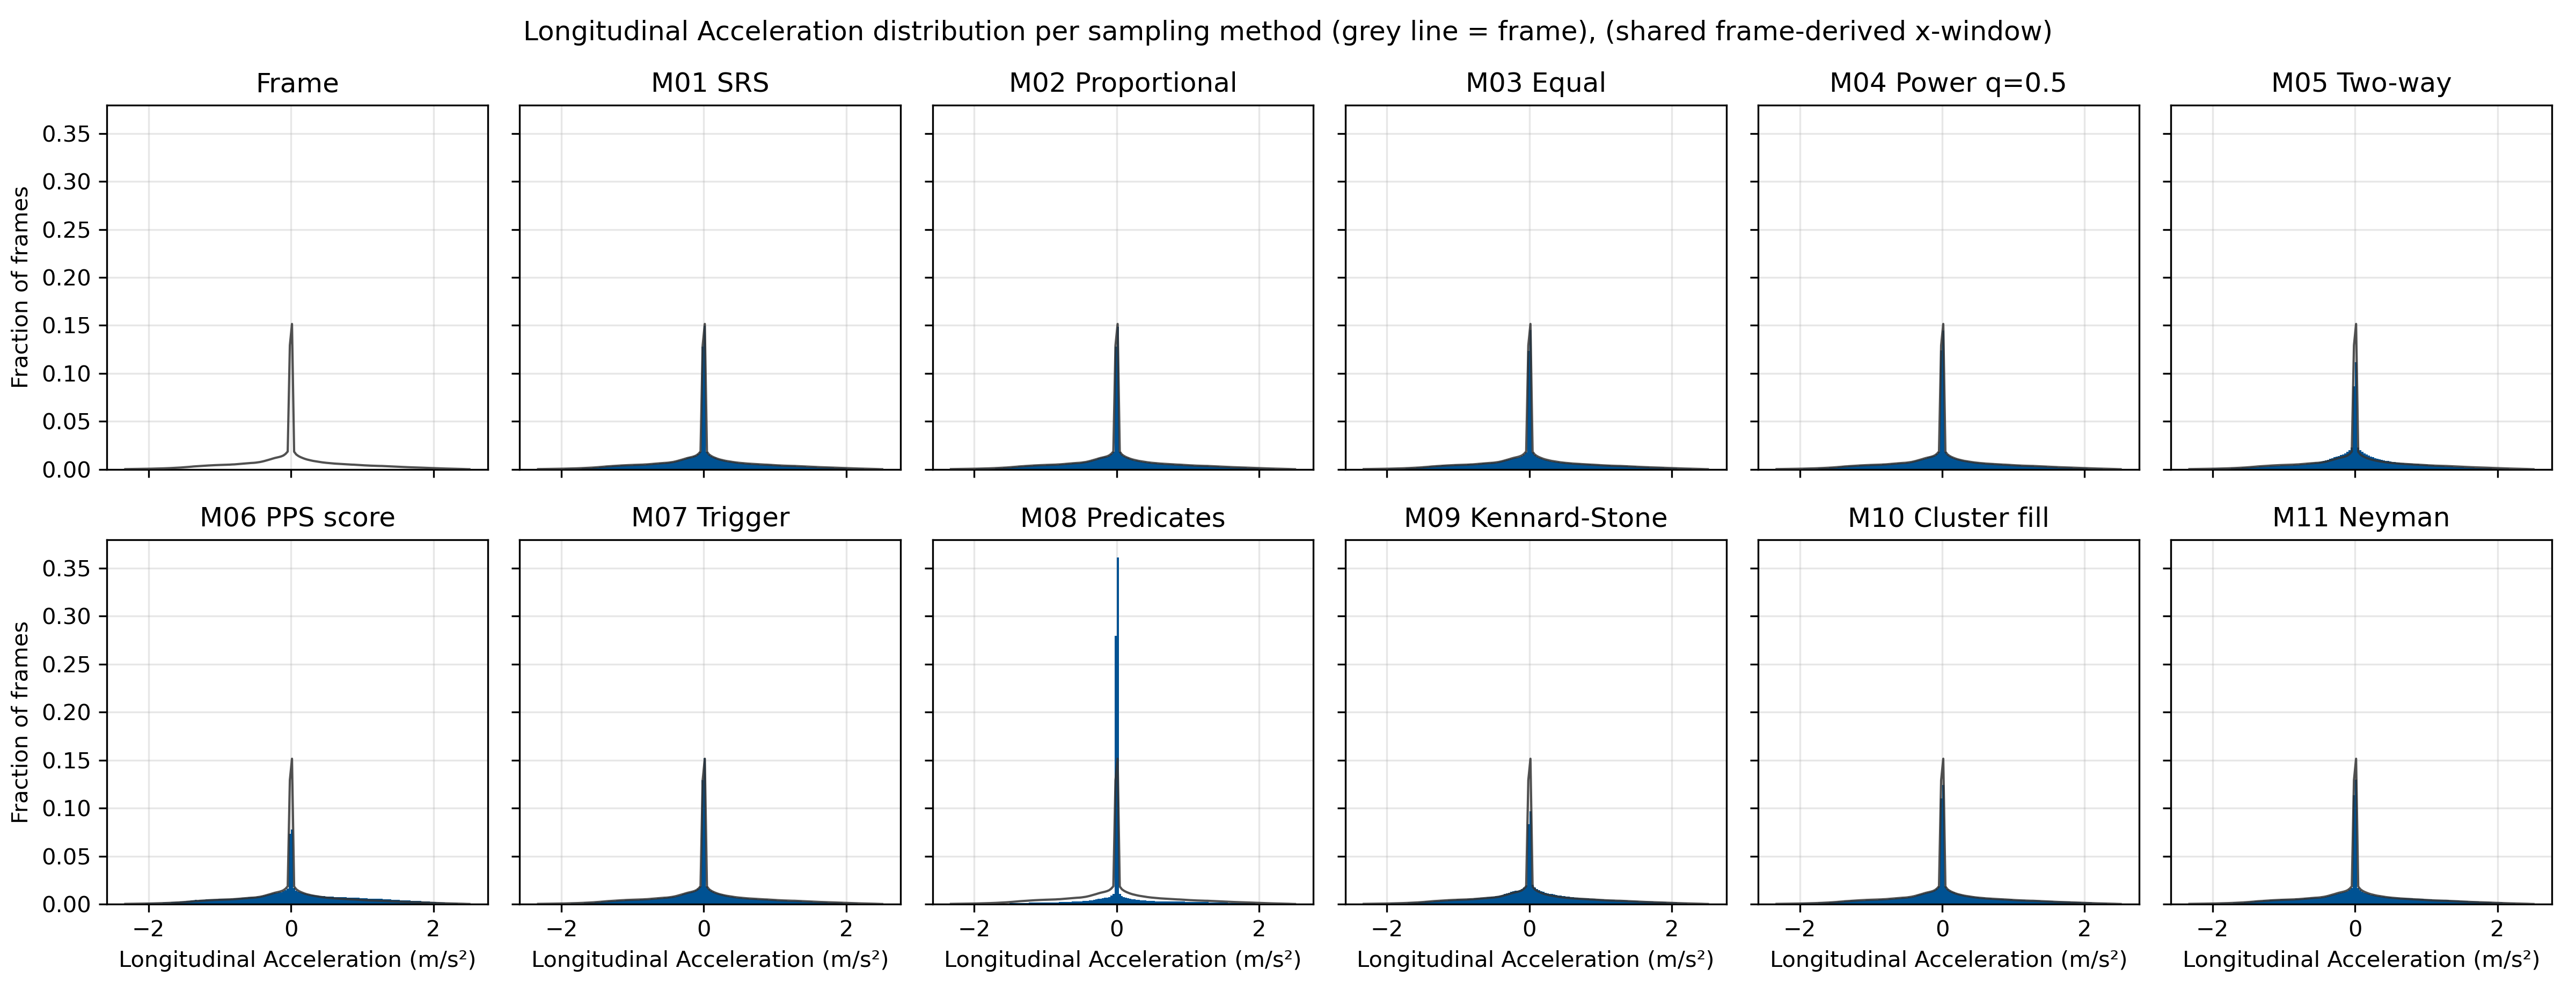 Longitudinal Acceleration distribution per sampling method (grey line = frame), (shared frame-derived x-window)
Frame
M01 SRS
M02 Proportional
M03 Equal
M04 Power q=0.5
M05 Two-way
Fraction of frames
0.35
0.30
0.25
0.20
0.15
0.10
0.05
0.00
M06 PPS score
M07 Trigger
M08 Predicates
M09 Kennard-Stone
M10 Cluster fill
M11 Neyman
Fraction of frames
0.35
0.30
0.25
0.20
0.15
0.10
0.05
0.00
−2 0 2
−2 0 2
−2 0 2
−2 0 2
−2 0 2
−2 0 2
Longitudinal Acceleration (m/s²)
Longitudinal Acceleration (m/s²)
Longitudinal Acceleration (m/s²)
Longitudinal Acceleration (m/s²)
Longitudinal Acceleration (m/s²)
Longitudinal Acceleration (m/s²)